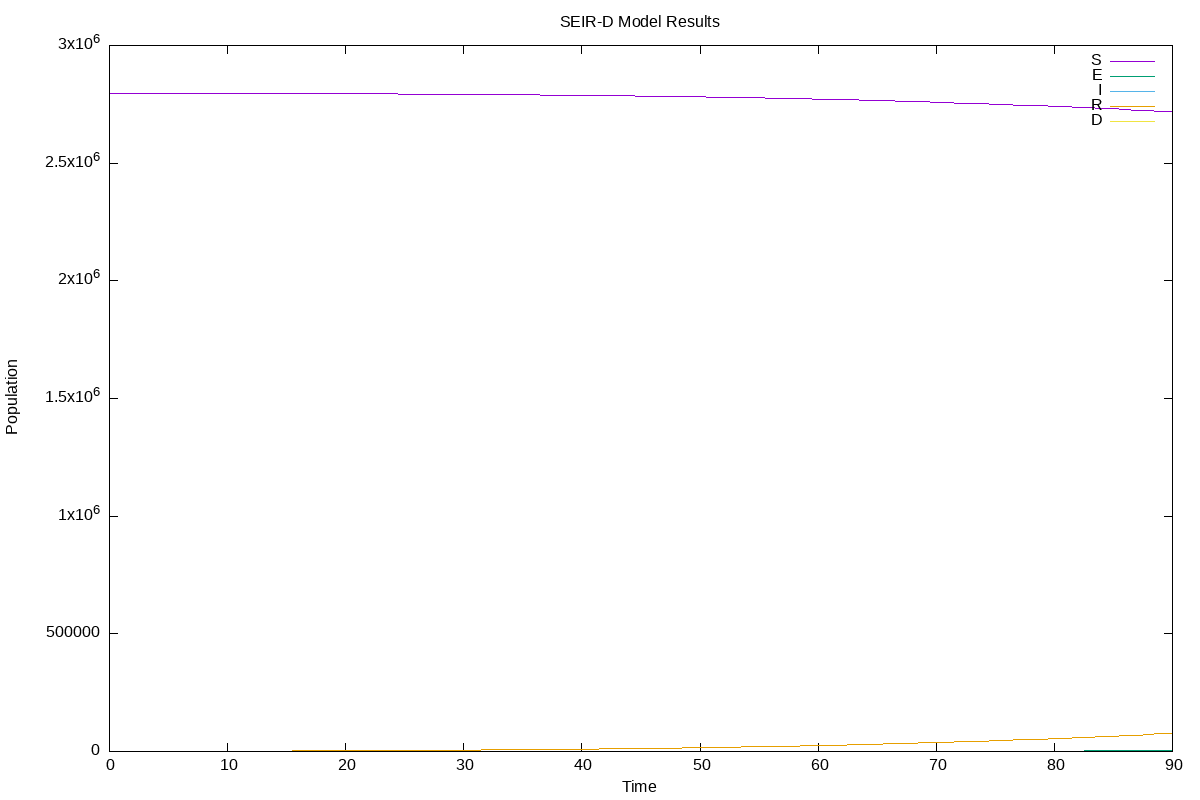 SEIR-D Model Results
3x10^6
2.5x10^6
2x10^6
1.5x10^6
1x10^6
500000
0
Population
S
E
I
R
D
0 10 20 30 40 50 60 70 80 90
Time